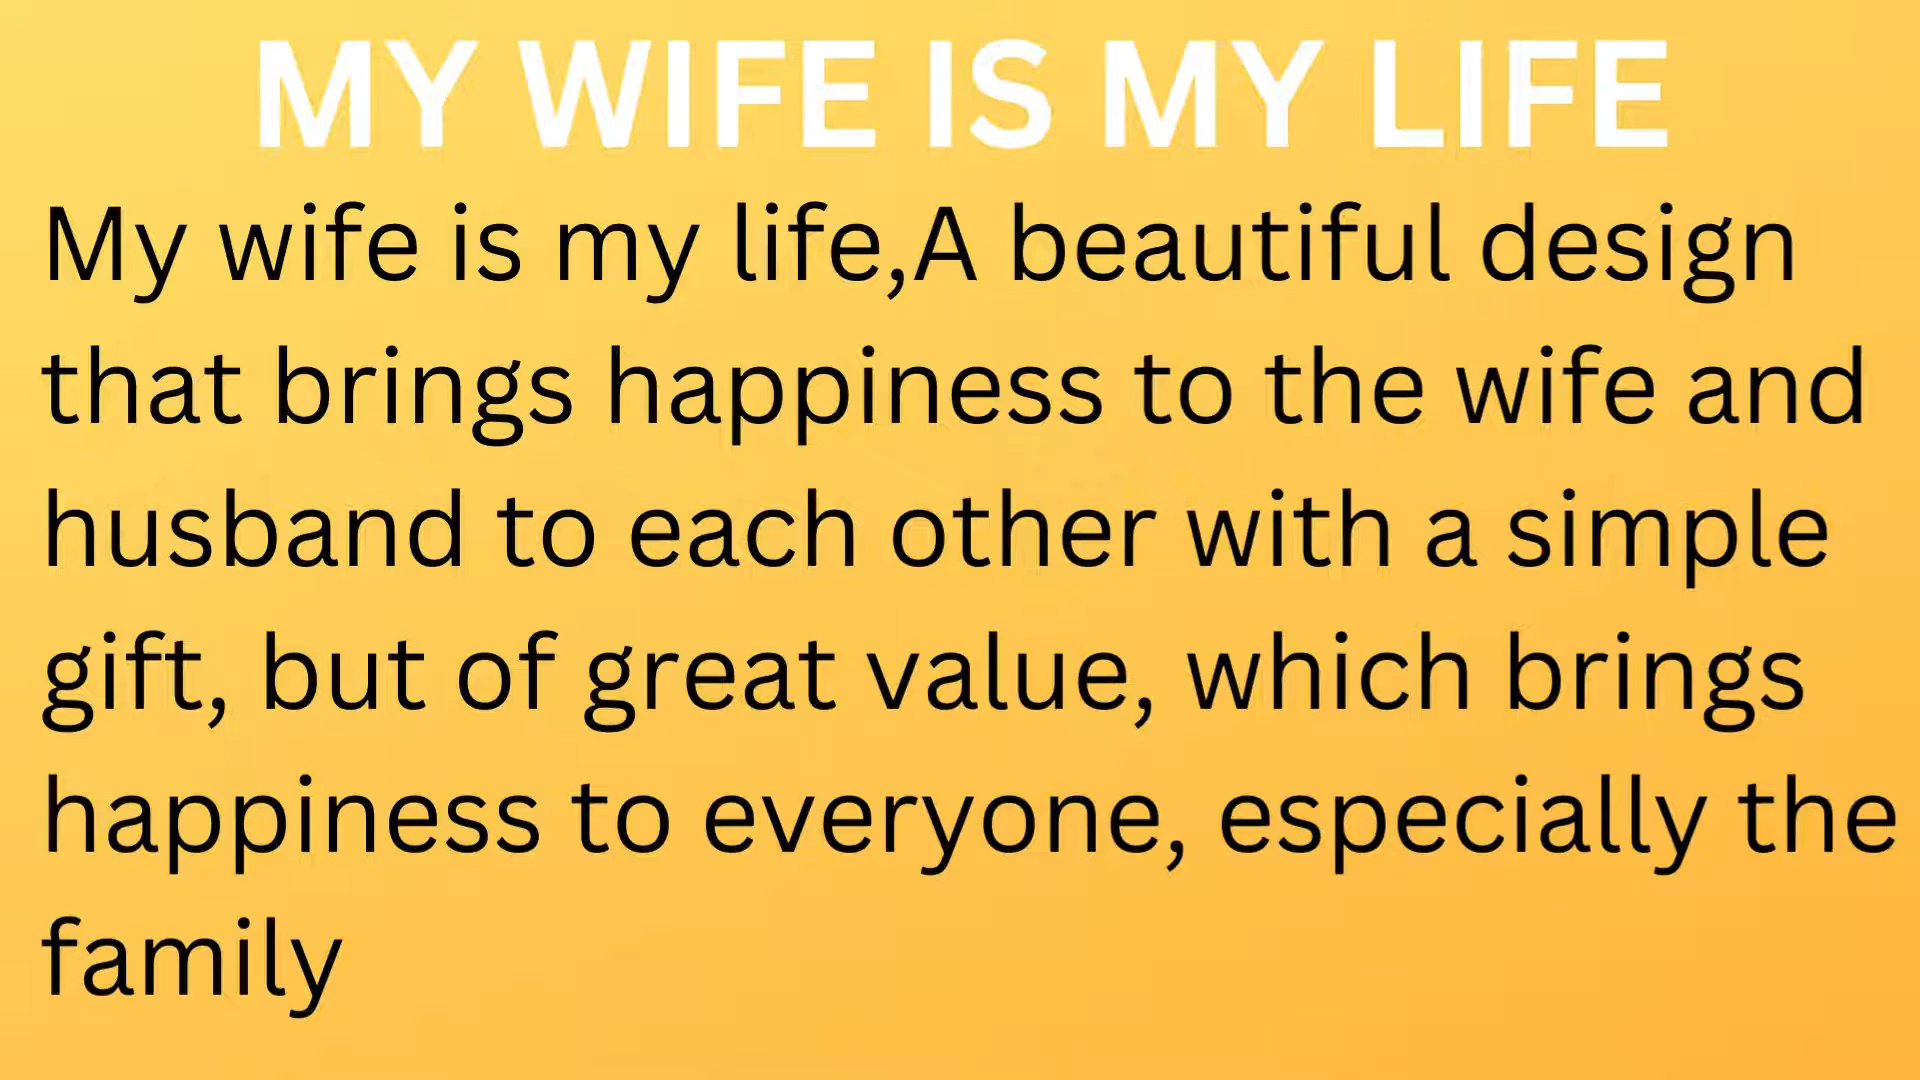 MY WIFE IS MY LIFE
My wife is my life,A beautiful design
that brings happiness to the wife and
husband to each other with a simple
gift, but of great value, which brings
happiness to everyone, especially the
family